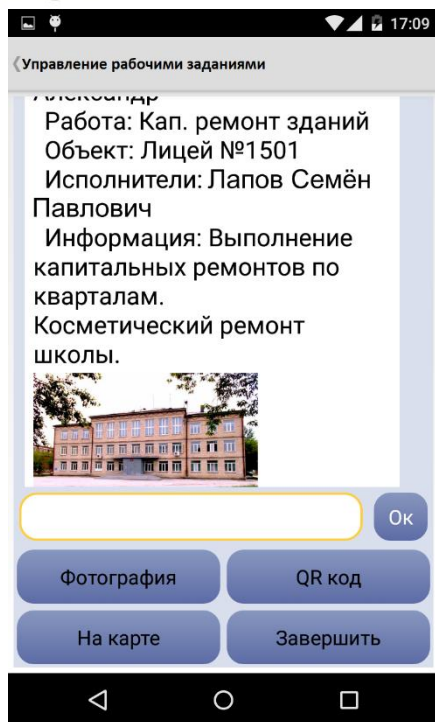 17:09
Управление рабочими заданиями
Александр
Работа: Кап. ремонт зданий
Объект: Лицей №1501
Исполнители: Лапов Семён
Павлович
Информация: Выполнение
капитальных ремонтов по
кварталам.
Косметический ремонт
школы.
Ок
Фотография
QR код
На карте
Завершить